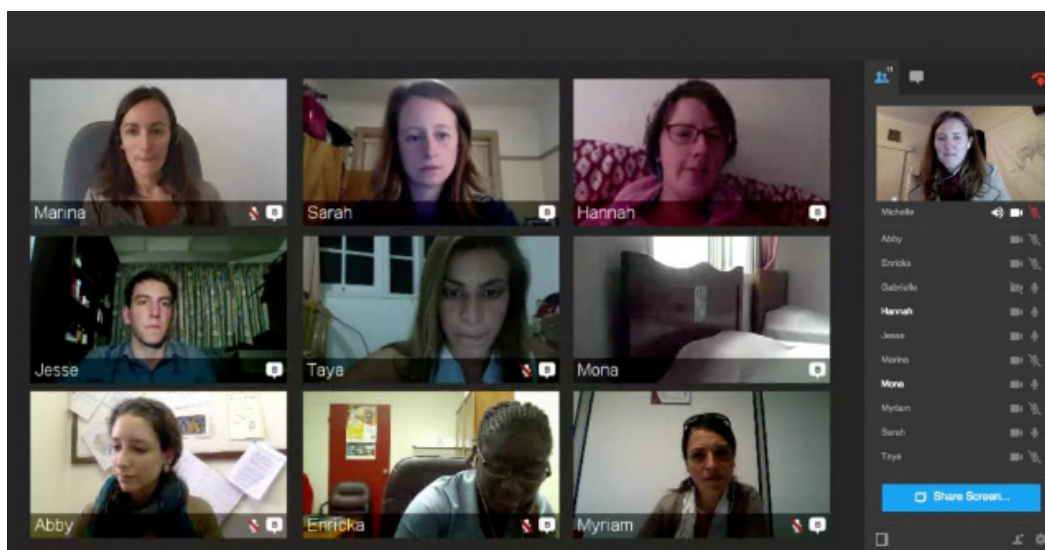 Marina
Sarah
Hannah
Jesse
Taya
Mona
Abby
Enricka
Myriam
11
Michelle
Abby
Enricka
Gabrielle
Hannah
Jesse
Marina
Mona
Myriam
Sarah
Taya
Share Screen...